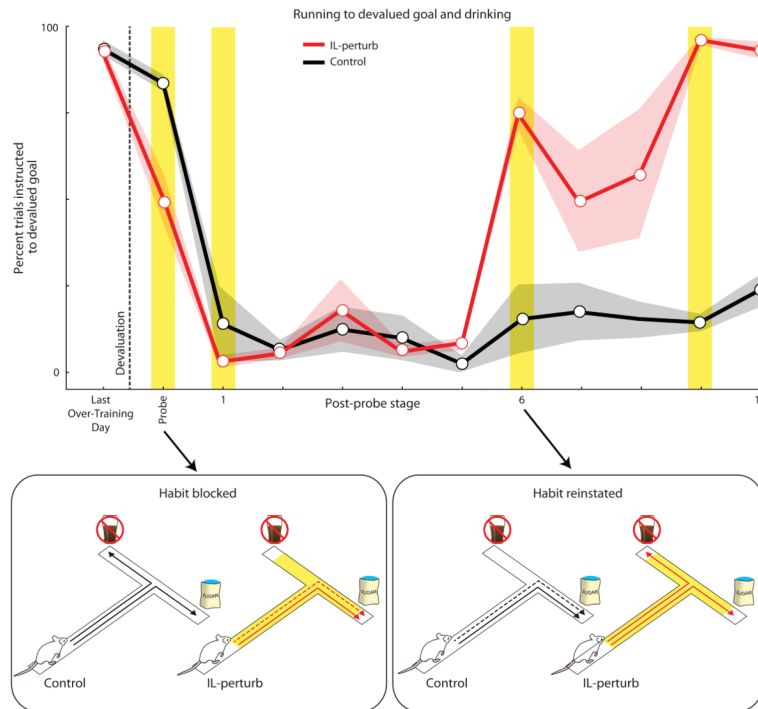 Running to devalued goal and drinking
100
IL-perturb
Control
Percent trials instructed
to devalued goal
Devaluation
0
Last
Over-Training
Day
Probe
1
Post-probe stage
6
1
Habit blocked
SUGAR
Control
IL-perturb
Habit reinstated
SUGAR
SUGAR
Control
IL-perturb